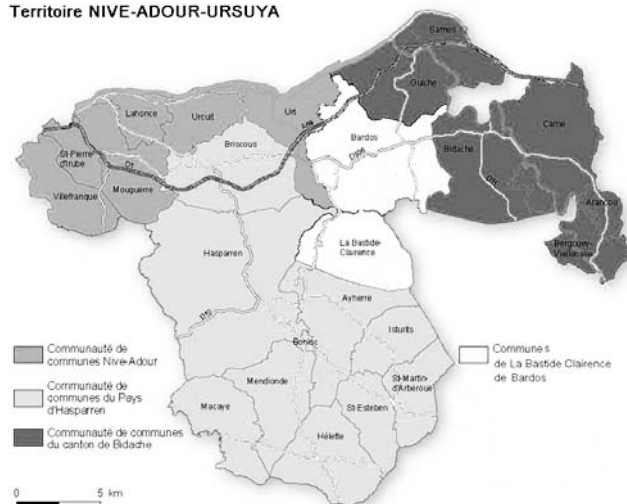 Territoire NIVE-ADOUR-URSUYA
Sames
Guiche
Lahonce
Urcuit
Urt
Came
Briscous
Bardos
Bidache
St-Pierre
d'Irube
Mouguerre
Villefranque
D936
Arancou
Bergouey-
Viellenave
Hasparren
La Bastide-
Clairence
Ayherre
Isturits
Bonloc
Communauté de
communes Nive-Adour
Communes
de La Bastide Clairence
de Bardos
Mendionde
St-Martin
d'Arberoue
Communauté de
communes du Pays
d'Hasparren
Macaye
St-Esteben
Hélette
Communauté de communes
du canton de Bidache
0 5 km